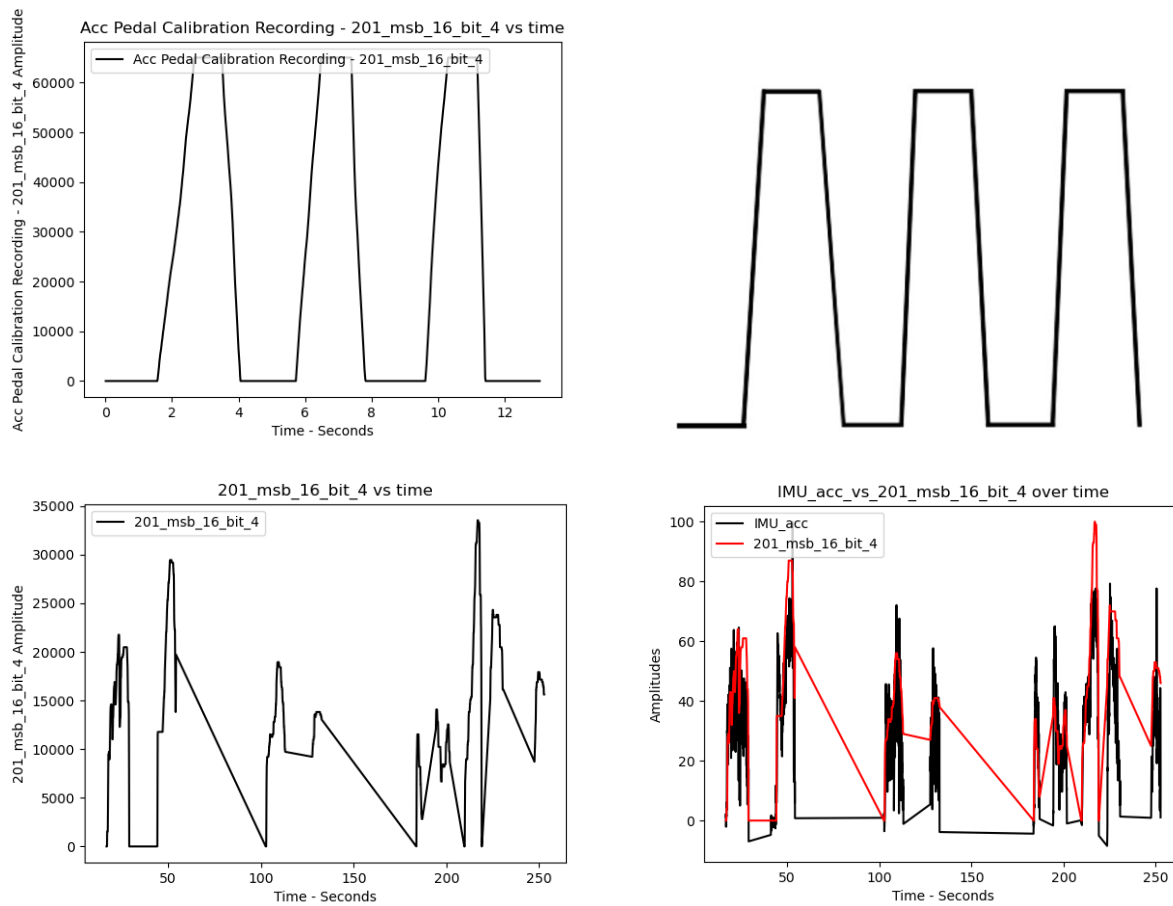 Acc Pedal Calibration Recording - 201_msb_16_bit_4 vs time
Acc Pedal Calibration Recording - 201_msb_16_bit_4 Amplitude
Acc Pedal Calibration Recording - 201_msb_16_bit_4
60000
50000
40000
30000
20000
10000
0
0 2 4 6 8 10 12
Time - Seconds
201_msb_16_bit_4 vs time
201_msb_16_bit_4 Amplitude
201_msb_16_bit_4
35000
30000
25000
20000
15000
10000
5000
0
50 100 150 200 250
Time - Seconds
IMU_acc_vs_201_msb_16_bit_4 over time
Amplitudes
IMU_acc
201_msb_16_bit_4
100
80
60
40
20
0
50 100 150 200 250
Time - Seconds